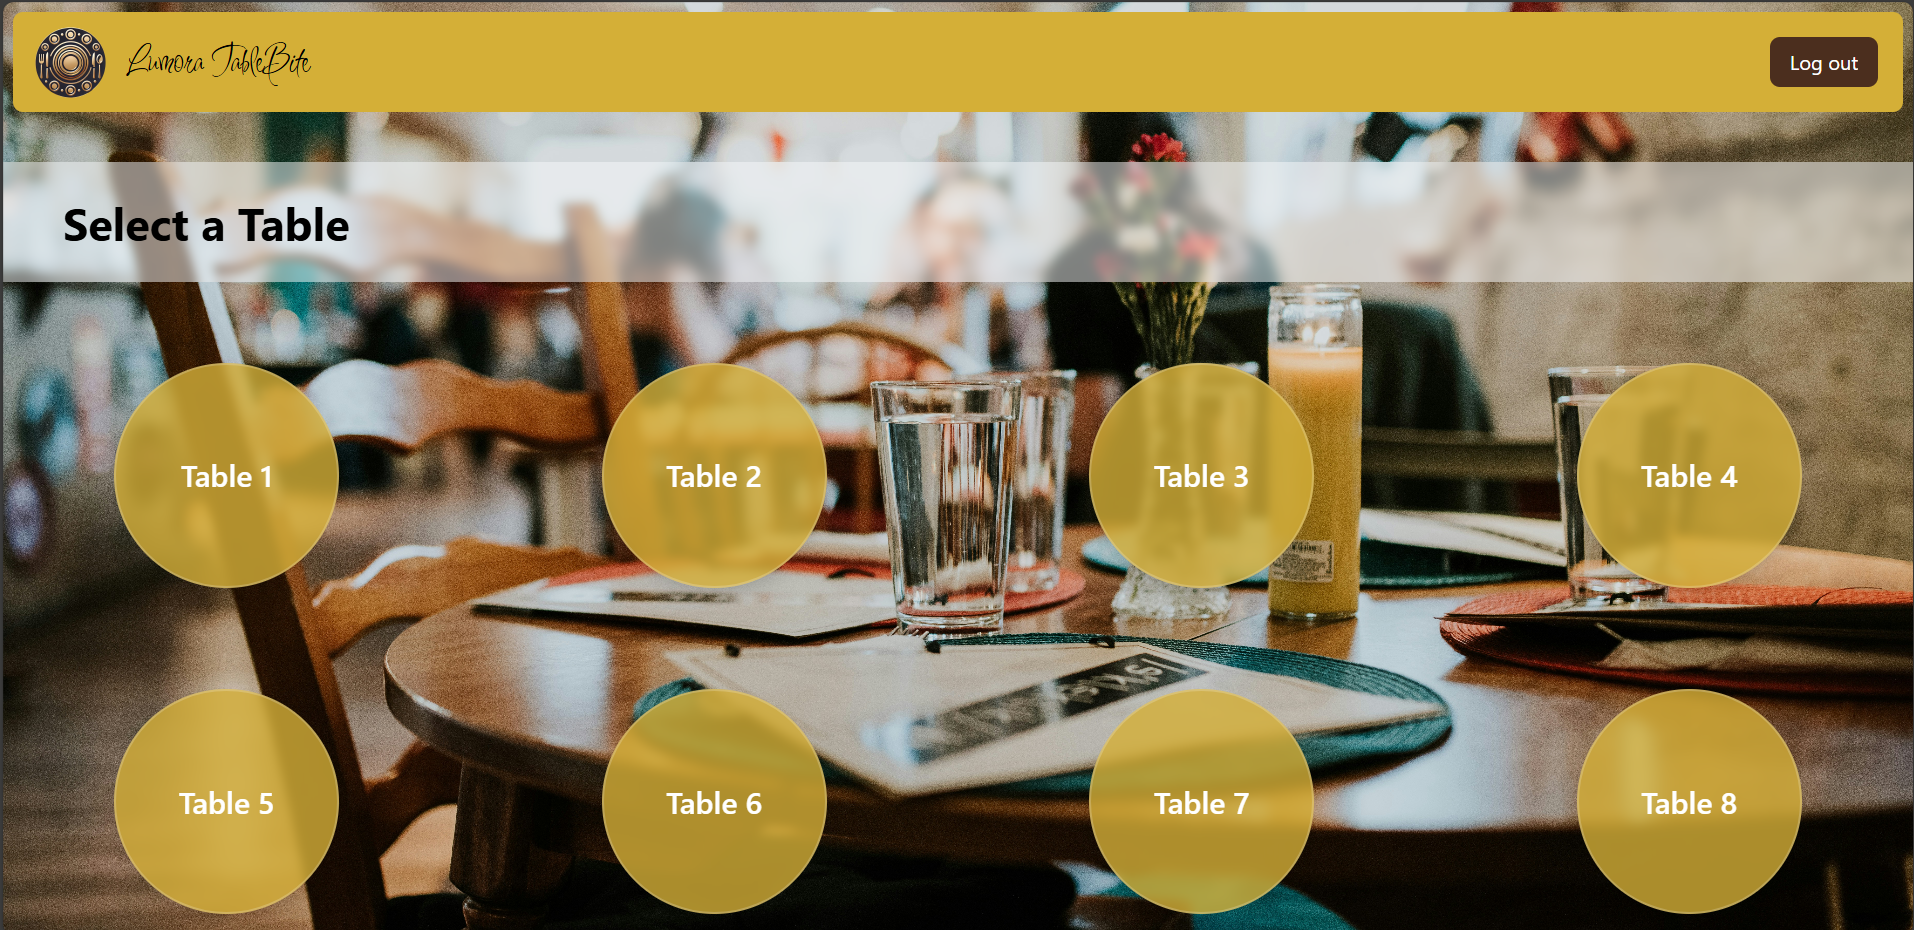 Lumora TableBite
Log out
Select a Table
Table 1
Table 2
Table 3
Table 4
Table 5
Table 6
Table 7
Table 8